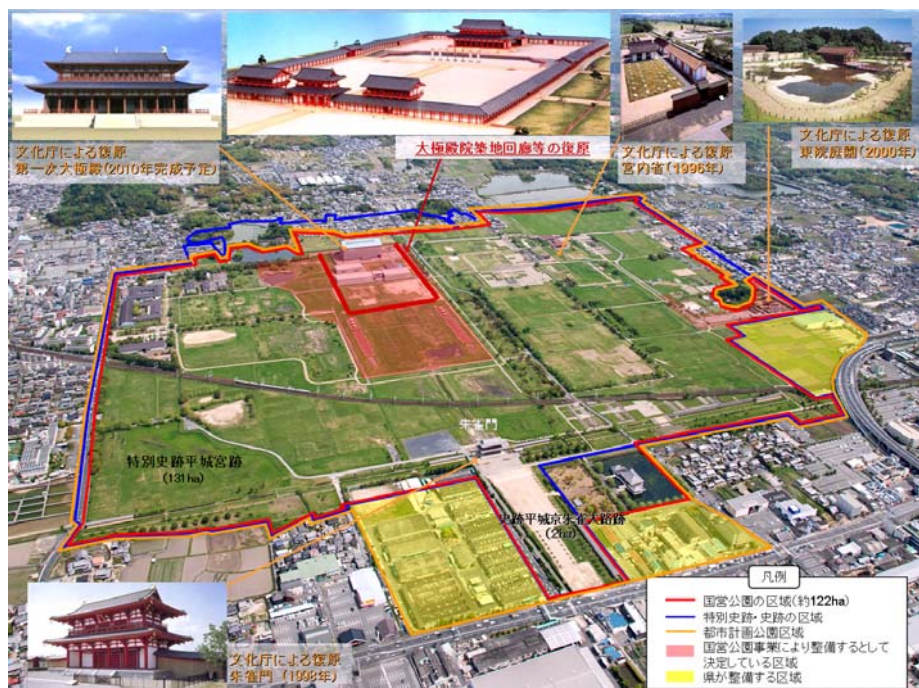 文化庁による復原
第一次大極殿(2010年完成予定)
大極殿院築地回廊等の復原
文化庁による復原
宮内省(1996年)
文化庁による復原
東院庭園(2000年)
朱雀門
特別史跡平城宮跡
(131ha)
史跡平城京朱雀大路跡
(2ha)
文化庁による復原
朱雀門 (1998年)
凡例
国営公園の区域(約122ha)
特別史跡・史跡の区域
都市計画公園区域
国営公園事業により整備するとして
決定している区域
県が整備する区域